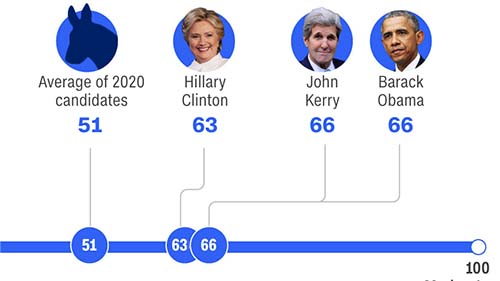 Average of 2020
candidates
51
Hillary
Clinton
63
John
Kerry
66
Barack
Obama
66
51
63
66
100